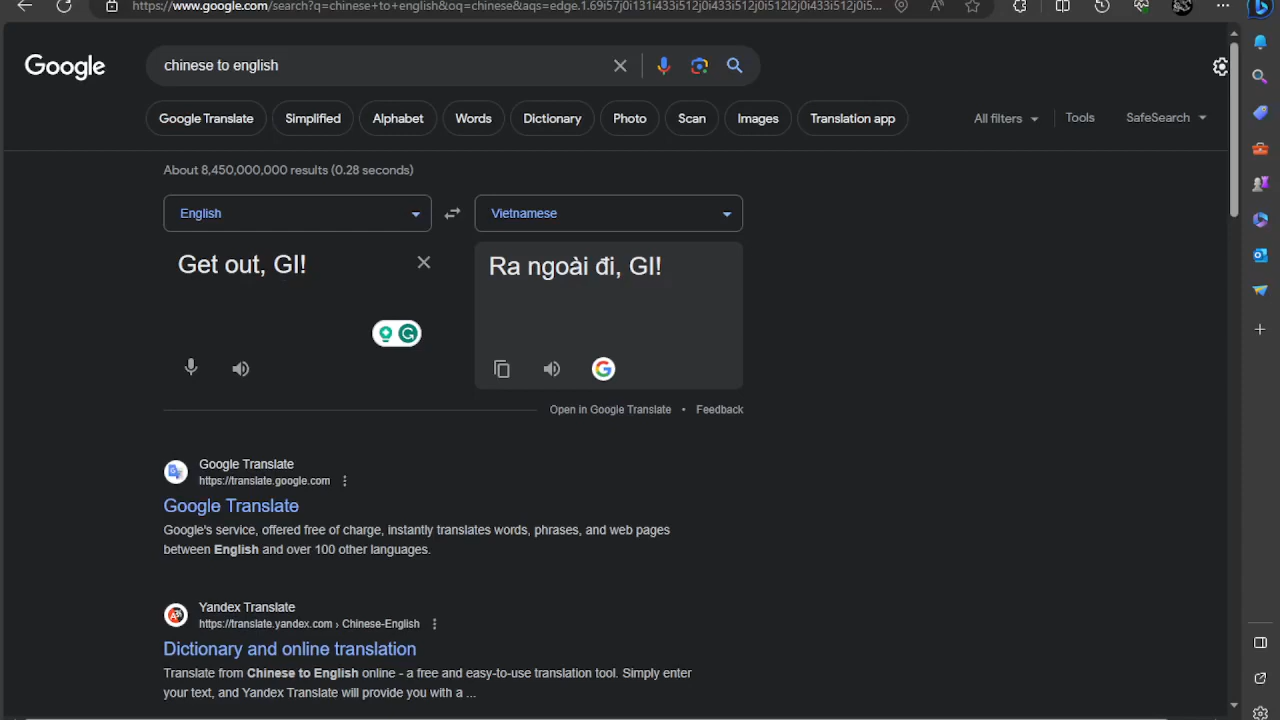 https://www.google.com/search?q=chinese+to+english&oq=chinese&aqs=edge.1.69i57j0i131i433i512j0i433i512j0i512l2j0i433i512j0i5...
Google
chinese to english
Google Translate Simplified Alphabet Words Dictionary Photo Scan Images Translation app All filters Tools SafeSearch
About 8,450,000,000 results (0.28 seconds)
English Vietnamese
Get out, GI! Ra ngoài đi, GI!
Open in Google Translate • Feedback
Google Translate
https://translate.google.com
Google Translate
Google's service, offered free of charge, instantly translates words, phrases, and web pages
between English and over 100 other languages.
Yandex Translate
https://translate.yandex.com › Chinese-English
Dictionary and online translation
Translate from Chinese to English online - a free and easy-to-use translation tool. Simply enter
your text, and Yandex Translate will provide you with a ...